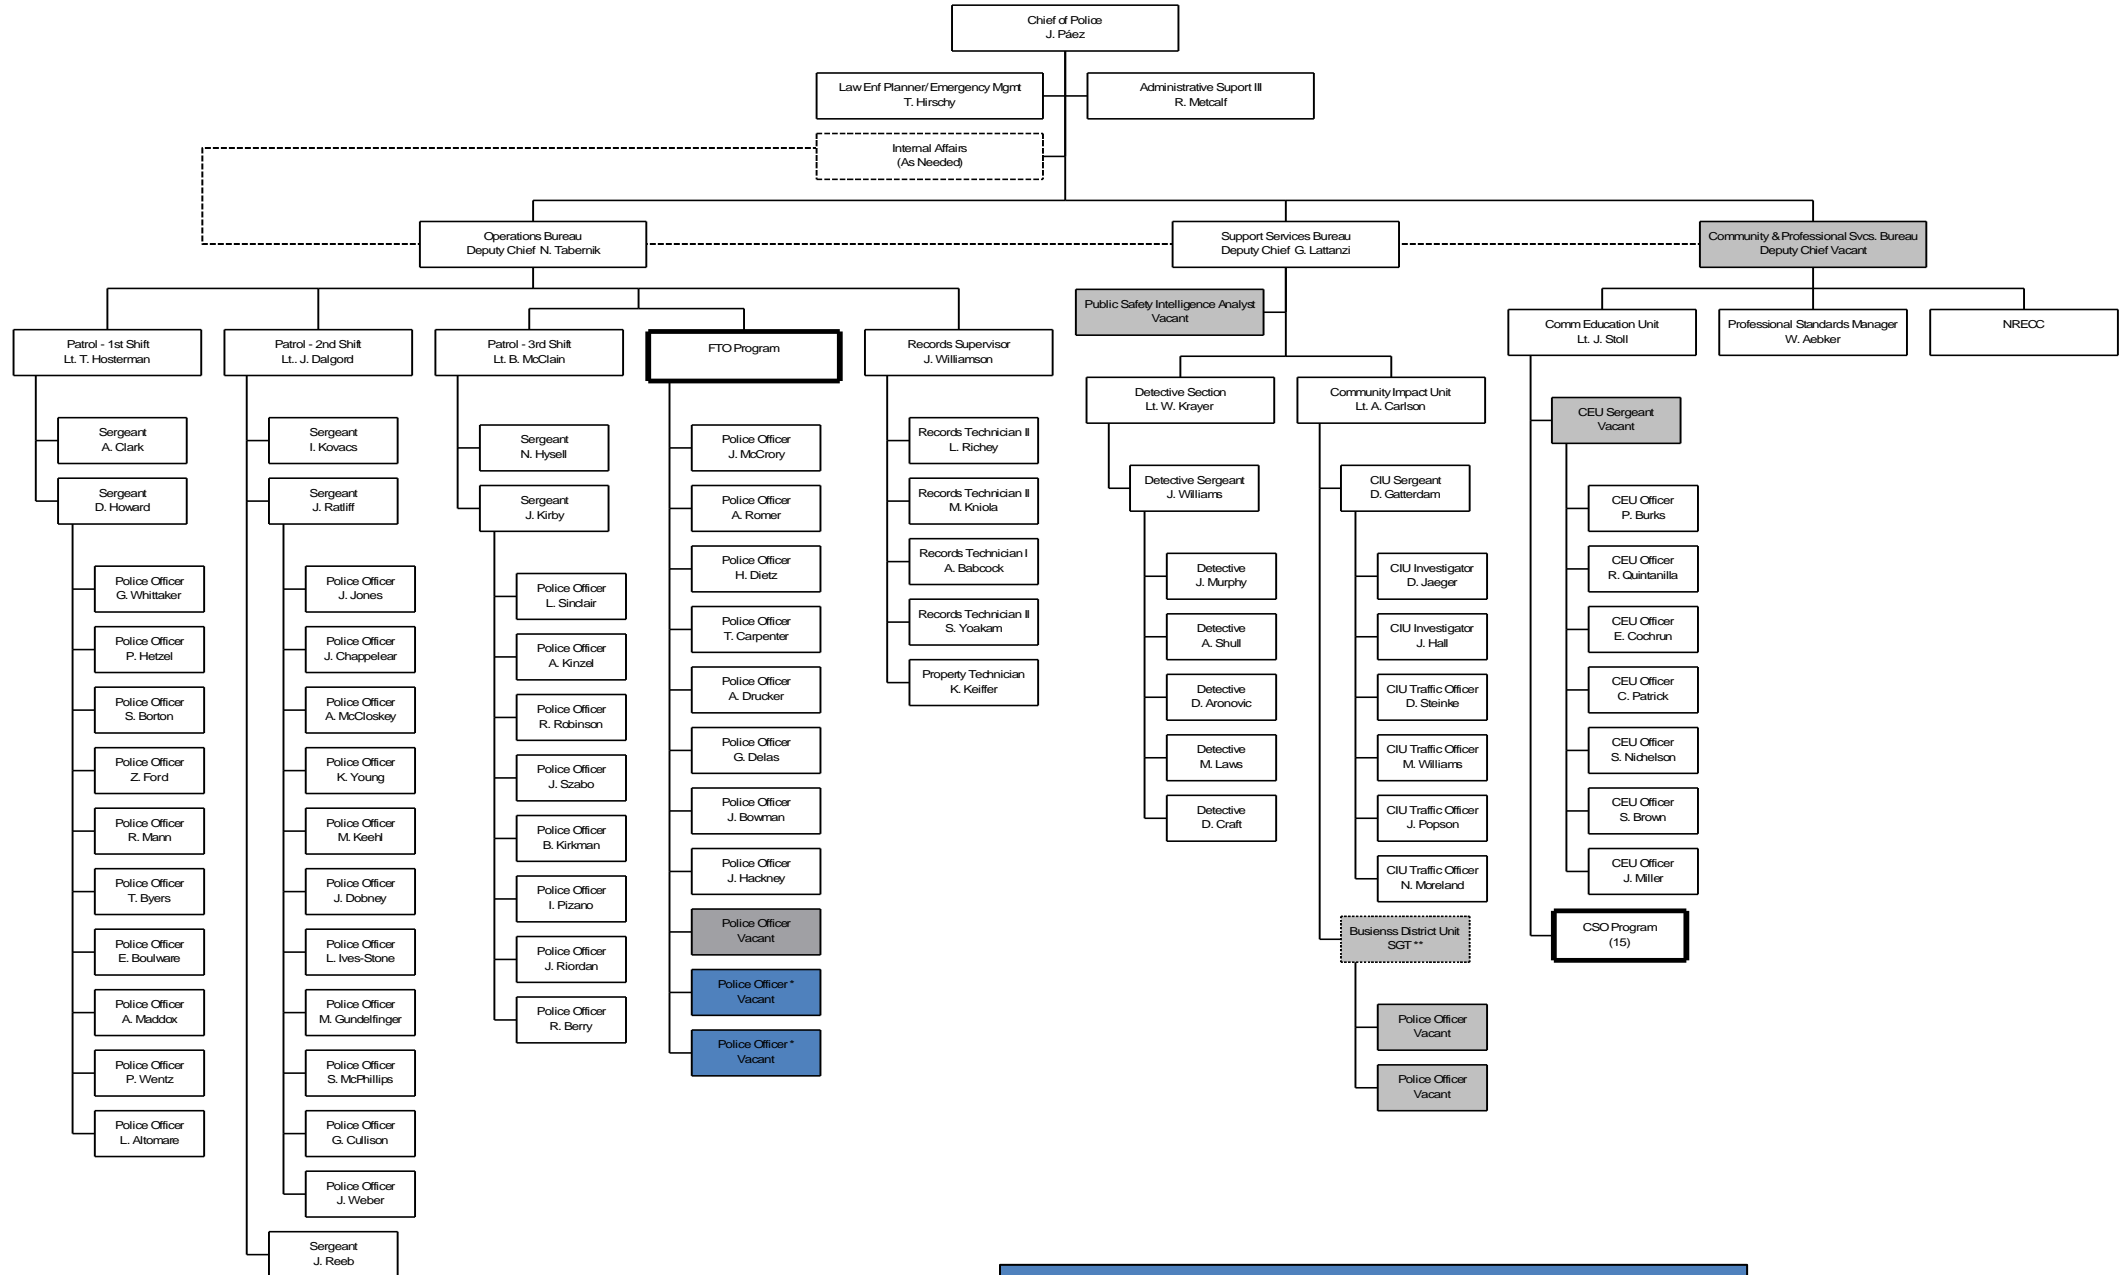 Chief of Police
J. Páez
Law Enf Planner/ Emergency Mgmt
T. Hirschy
Administrative Suport III
R. Metcalf
Internal Affairs
(As Needed)
Operations Bureau
Deputy Chief N. Tabernik
Support Services Bureau
Deputy Chief G. Lattanzi
Community & Professional Svcs. Bureau
Deputy Chief Vacant
Public Safety Intelligence Analyst
Vacant
Patrol - 1st Shift
Lt. T. Hosterman
Patrol - 2nd Shift
Lt.. J. Dalgord
Patrol - 3rd Shift
Lt. B. McClain
FTO Program
Records Supervisor
J. Williamson
Comm Education Unit
Lt. J. Stoll
Professional Standards Manager
W. Aebker
NRECC
Detective Section
Lt. W. Krayer
Community Impact Unit
Lt. A. Carlson
Sergeant
A. Clark
Sergeant
D. Howard
Police Officer
G. Whittaker
Police Officer
P. Hetzel
Police Officer
S. Borton
Police Officer
Z. Ford
Police Officer
R. Mann
Police Officer
T. Byers
Police Officer
E. Boulware
Police Officer
A. Maddox
Police Officer
P. Wentz
Police Officer
L. Altomare
Sergeant
I. Kovacs
Sergeant
J. Ratliff
Police Officer
J. Jones
Police Officer
J. Chappelear
Police Officer
A. McCloskey
Police Officer
K. Young
Police Officer
M. Keehl
Police Officer
J. Dobney
Police Officer
L. Ives-Stone
Police Officer
M. Gundelfinger
Police Officer
S. McPhillips
Police Officer
G. Cullison
Police Officer
J. Weber
Sergeant
J. Reeb
Sergeant
N. Hysell
Sergeant
J. Kirby
Police Officer
L. Sinclair
Police Officer
A. Kinzel
Police Officer
R. Robinson
Police Officer
J. Szabo
Police Officer
B. Kirkman
Police Officer
I. Pizano
Police Officer
J. Riordan
Police Officer
R. Berry
Police Officer
J. McCrory
Police Officer
A. Romer
Police Officer
H. Dietz
Police Officer
T. Carpenter
Police Officer
A. Drucker
Police Officer
G. Delas
Police Officer
J. Bowman
Police Officer
J. Hackney
Police Officer
Vacant
Police Officer *
Vacant
Police Officer *
Vacant
Records Technician II
L. Richey
Records Technician II
M. Kniola
Records Technician I
A. Babcock
Records Technician II
S. Yoakam
Property Technician
K. Keiffer
Detective Sergeant
J. Williams
Detective
J. Murphy
Detective
A. Shull
Detective
D. Aronovic
Detective
M. Laws
Detective
D. Craft
CIU Sergeant
D. Gatterdam
CIU Investigator
D. Jaeger
CIU Investigator
J. Hall
CIU Traffic Officer
D. Steinke
CIU Traffic Officer
M. Williams
CIU Traffic Officer
J. Popson
CIU Traffic Officer
N. Moreland
Busienss District Unit
SGT **
Police Officer
Vacant
Police Officer
Vacant
CEU Sergeant
Vacant
CEU Officer
P. Burks
CEU Officer
R. Quintanilla
CEU Officer
E. Cochrun
CEU Officer
C. Patrick
CEU Officer
S. Nichelson
CEU Officer
S. Brown
CEU Officer
J. Miller
CSO Program
(15)